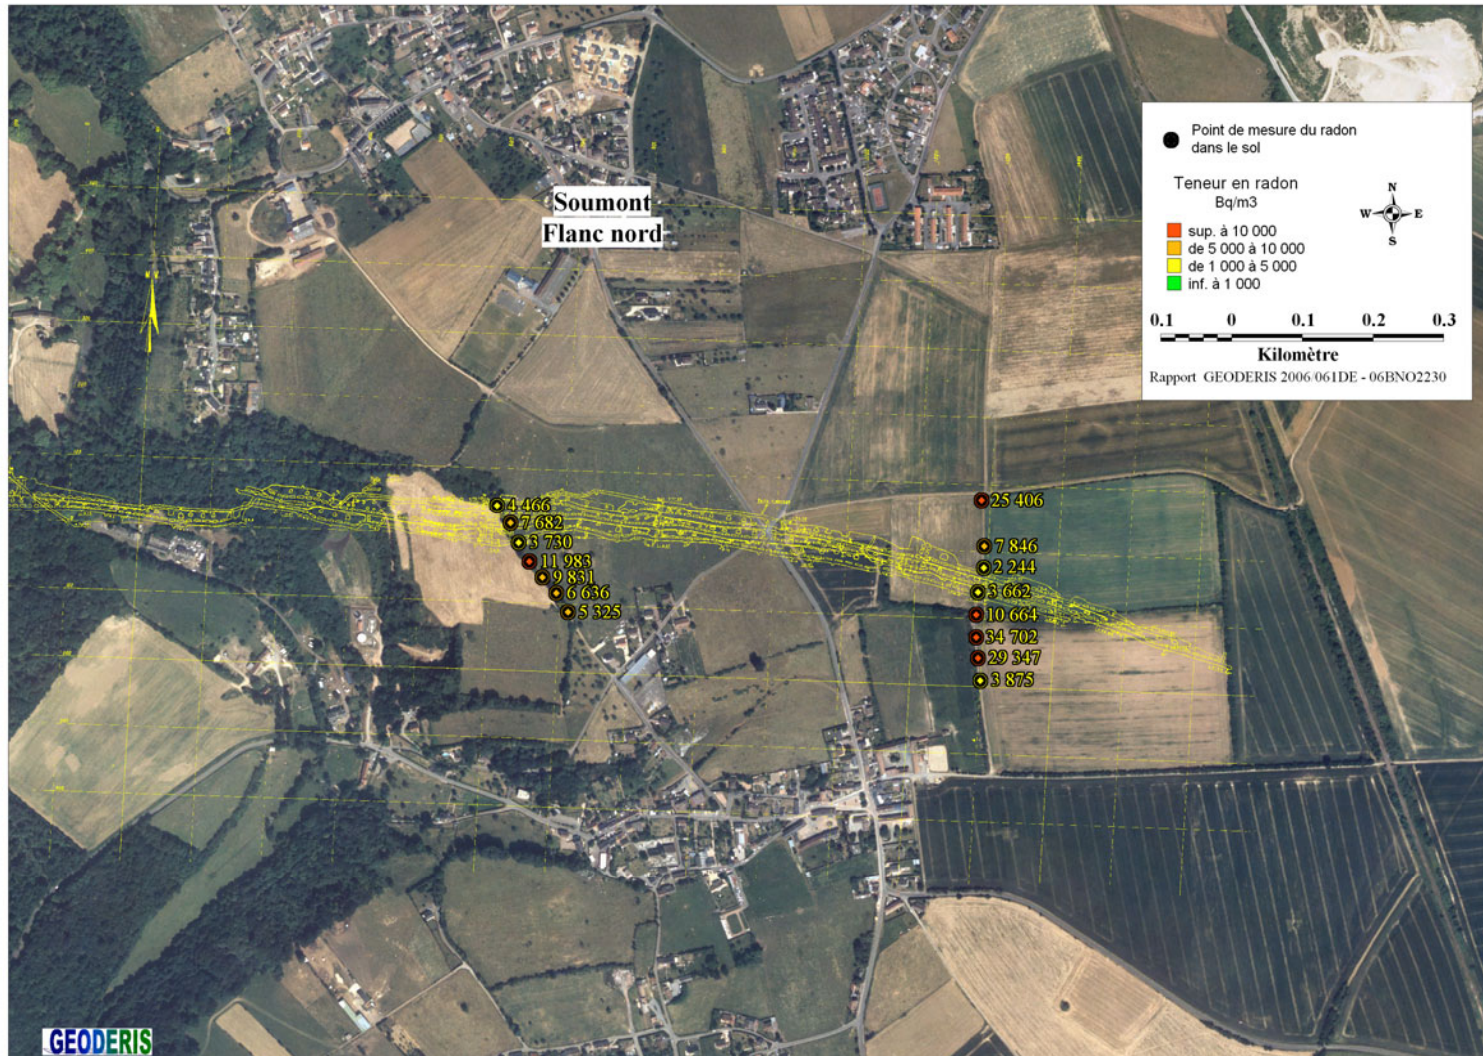 Soumont
Flanc nord
Point de mesure du radon
dans le sol
Teneur en radon
Bq/m3
sup. à 10 000
de 5 000 à 10 000
de 1 000 à 5 000
inf. à 1 000
N
W E
S
0.1 0 0.1 0.2 0.3
Kilomètre
Rapport GEODERIS 2006/061DE - 06BNO2230
4 466
7 682
3 730
11 983
9 831
6 636
5 325
25 406
7 846
2 244
3 662
10 664
34 702
29 347
3 875
GEODERIS